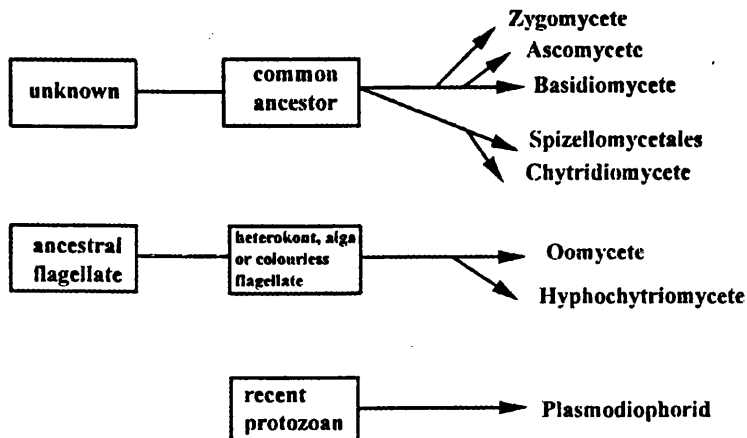 Zygomycete
Ascomycete
unknown
common
ancestor
Basidiomycete
Spizellomycetales
Chytridiomycete
ancestral
flagellate
heterokont, alga
or colourless
flagellate
Oomycete
Hyphochytriomycete
recent
protozoan
Plasmodiophorid